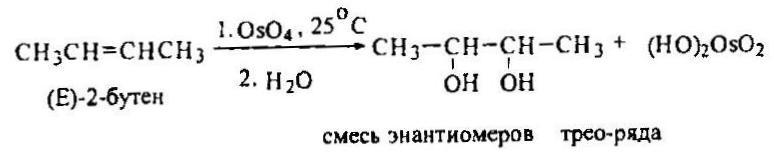 1. OsO₄, 25°C
CH₃CH=CHCH₃ CH₃−CH−CH−CH₃ + (HO)₂OsO₂
2. H₂O
OH OH
(E)-2-бутен
смесь энантиомеров трео-ряда